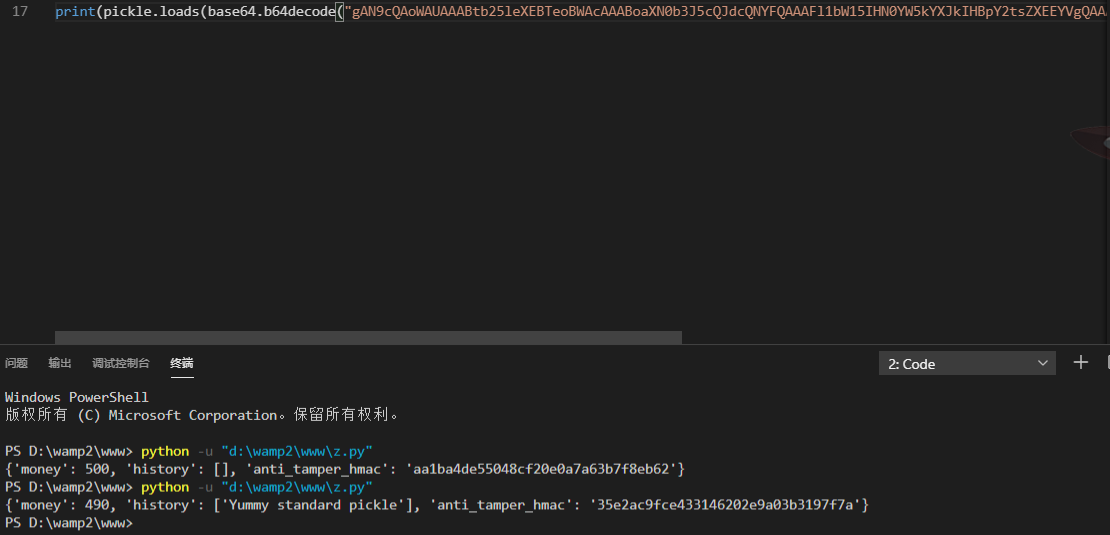 17 print(pickle.loads(base64.b64decode("gAN9cQAoWAUAAABtb25leXEBTeoBWAcAAABoaXN0b3J5cQJdcQNYFQAAAFl1bW15IHN0YW5kYXJkIHBpY2tsZXEEYVgQAA
问题 输出 调试控制台 终端 2: Code
Windows PowerShell
版权所有 (C) Microsoft Corporation。保留所有权利。
PS D:\wamp2\www> python -u "d:\wamp2\www\z.py"
{'money': 500, 'history': [], 'anti_tamper_hmac': 'aa1ba4de55048cf20e0a7a63b7f8eb62'}
PS D:\wamp2\www> python -u "d:\wamp2\www\z.py"
{'money': 490, 'history': ['Yummy standard pickle'], 'anti_tamper_hmac': '35e2ac9fce433146202e9a03b3197f7a'}
PS D:\wamp2\www>